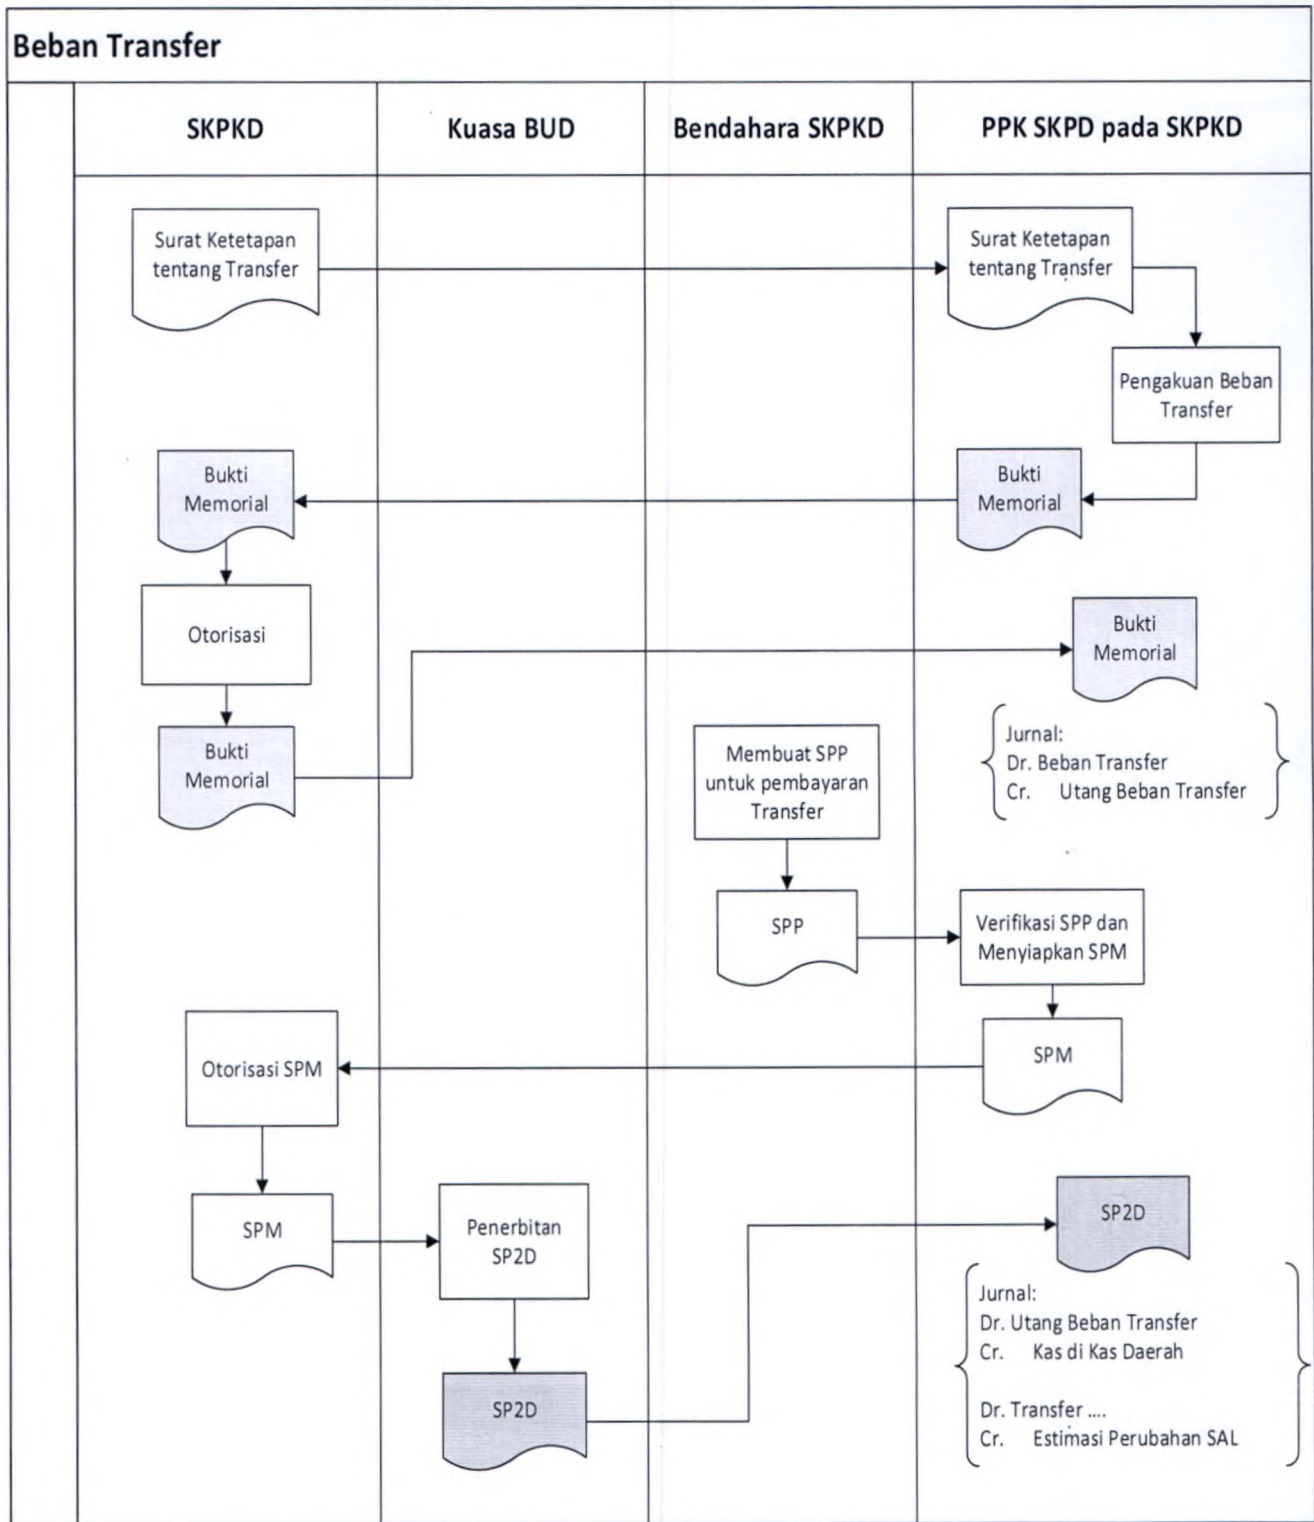 Beban Transfer
SKPKD
Kuasa BUD
Bendahara SKPKD
PPK SKPD pada SKPKD
Surat Ketetapan
tentang Transfer
Surat Ketetapan
tentang Transfer
Pengakuan Beban
Transfer
Bukti
Memorial
Bukti
Memorial
Otorisasi
Bukti
Memorial
Bukti
Memorial
Jurnal:
Dr. Beban Transfer
Cr. Utang Beban Transfer
Membuat SPP
untuk pembayaran
Transfer
SPP
Verifikasi SPP dan
Menyiapkan SPM
SPM
Otorisasi SPM
SPM
Penerbitan
SP2D
SP2D
SP2D
Jurnal:
Dr. Utang Beban Transfer
Cr. Kas di Kas Daerah
Dr. Transfer ....
Cr. Estimasi Perubahan SAL